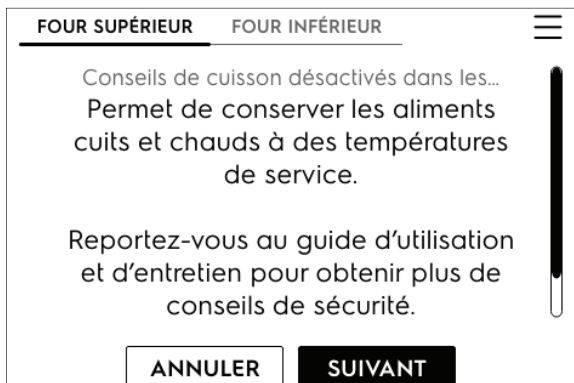 FOUR SUPÉRIEUR FOUR INFÉRIEUR
Conseils de cuisson désactivés dans les...
Permet de conserver les aliments
cuits et chauds à des températures
de service.
Reportez-vous au guide d'utilisation
et d'entretien pour obtenir plus de
conseils de sécurité.
ANNULER SUIVANT